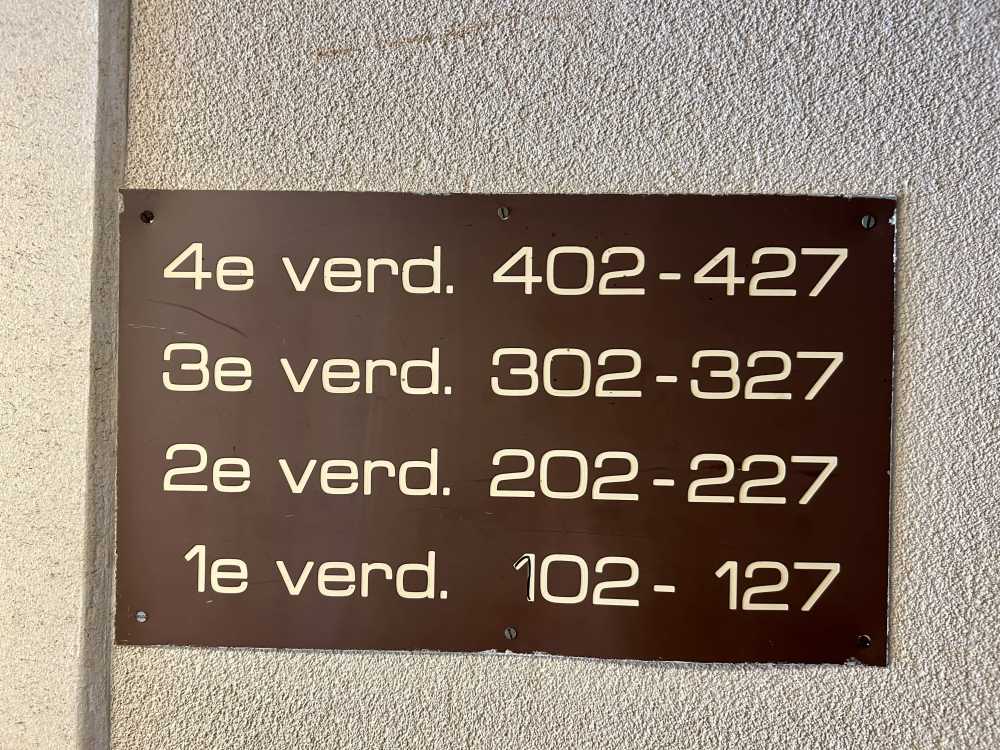 4e verd. 402-427
3e verd. 302-327
2e verd. 202-227
1e verd. 102- 127